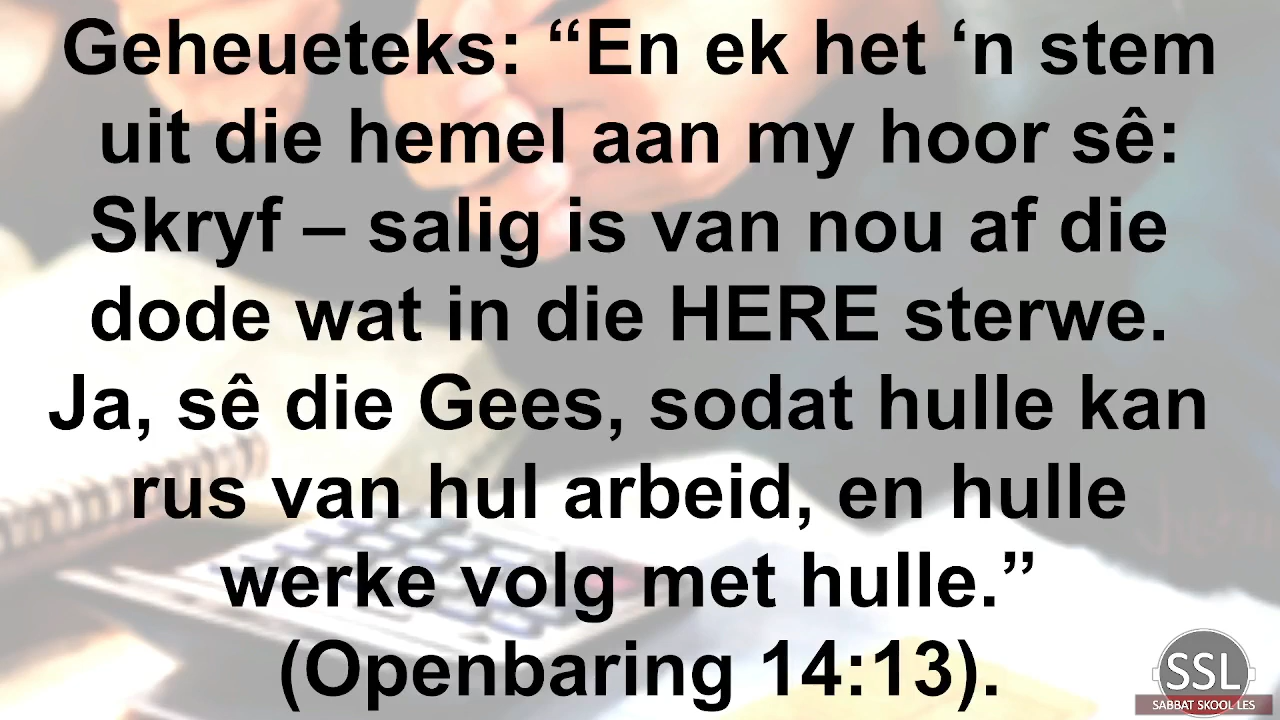 Geheueteks: “En ek het ‘n stem
uit die hemel aan my hoor sê:
Skryf – salig is van nou af die
dode wat in die HERE sterwe.
Ja, sê die Gees, sodat hulle kan
rus van hul arbeid, en hulle
werke volg met hulle.”
(Openbaring 14:13).
SSL
SABBAT SKOOL LES